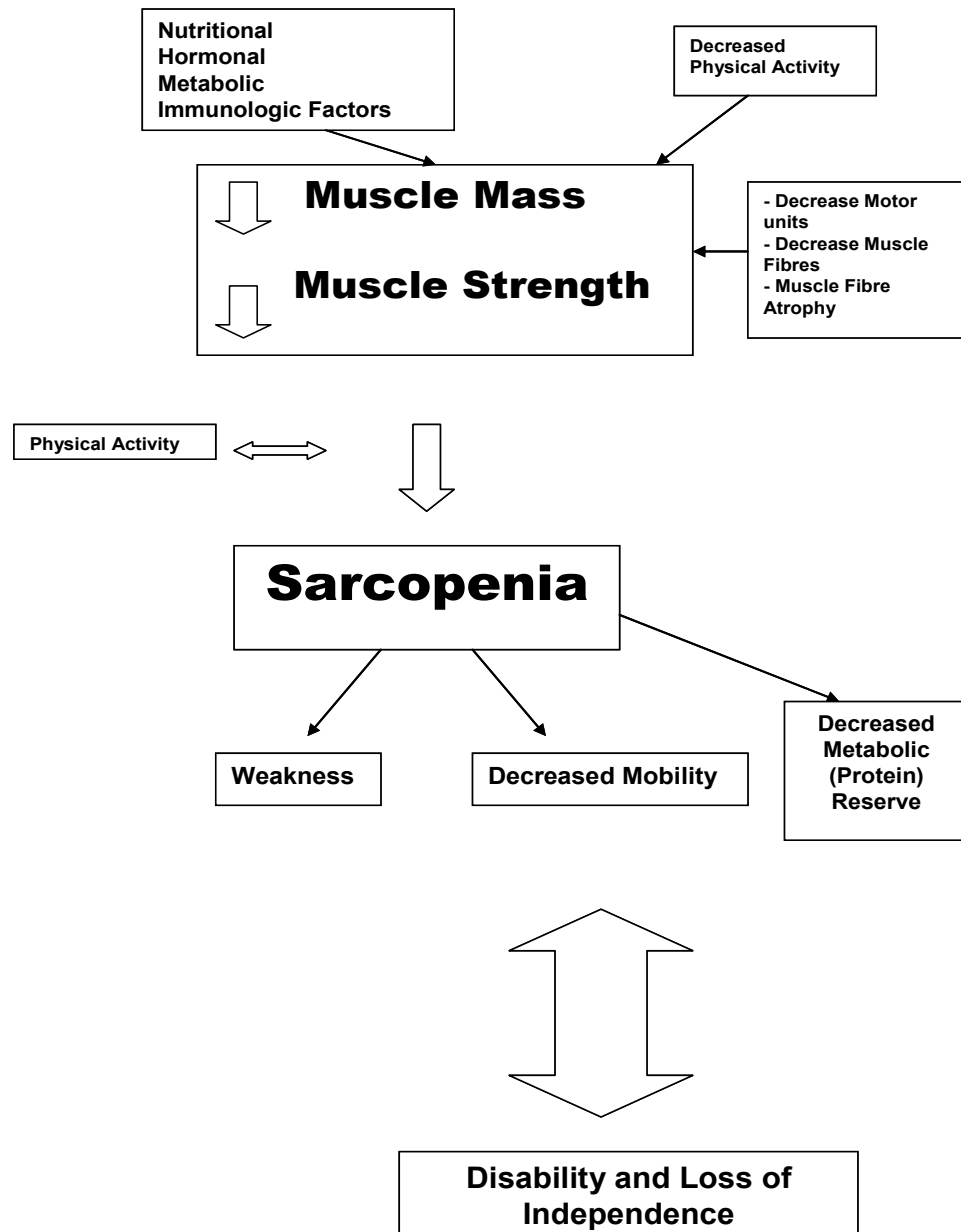 Nutritional
Hormonal
Metabolic
Immunologic Factors
Decreased
Physical Activity
Muscle Mass
Muscle Strength
- Decrease Motor
units
- Decrease Muscle
Fibres
- Muscle Fibre
Atrophy
Physical Activity
Sarcopenia
Weakness
Decreased Mobility
Decreased
Metabolic
(Protein)
Reserve
Disability and Loss of
Independence